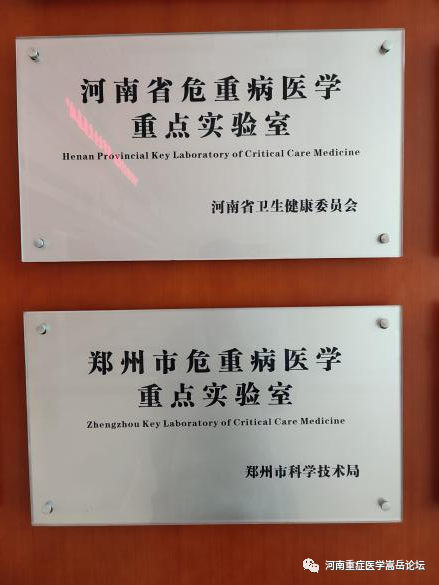 河南省危重病医学
重点实验室
Henan Provincial Key Laboratory of Critical Care Medicine
河南省卫生健康委员会
郑州市危重病医学
重点实验室
Zhengzhou Key Laboratory of Critical Care Medicine
郑州市科学技术局
河南重症医学嵩岳论坛